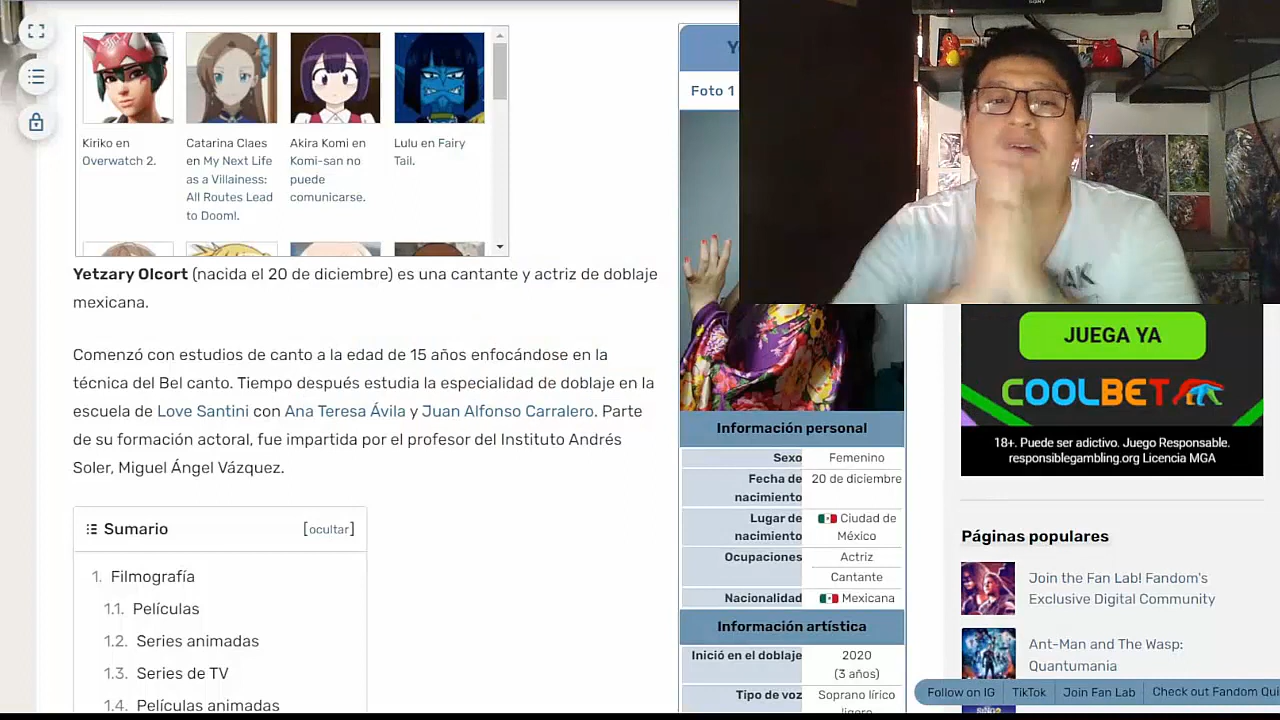 Kiriko en
Overwatch 2.
Catarina Claes
en My Next Life
as a Villainess:
All Routes Lead
to Doom!.
Akira Komi en
Komi-san no
puede
comunicarse.
Lulu en Fairy
Tail.
Yetzary Olcort (nacida el 20 de diciembre) es una cantante y actriz de doblaje
mexicana.
Comenzó con estudios de canto a la edad de 15 años enfocándose en la
técnica del Bel canto. Tiempo después estudia la especialidad de doblaje en la
escuela de Love Santini con Ana Teresa Ávila y Juan Alfonso Carralero. Parte
de su formación actoral, fue impartida por el profesor del Instituto Andrés
Soler, Miguel Ángel Vázquez.
Sumario [ocultar]
1. Filmografía
1.1. Películas
1.2. Series animadas
1.3. Series de TV
1.4. Películas animadas
Y
Foto 1
Información personal
Sexo Femenino
Fecha de nacimiento 20 de diciembre
Lugar de nacimiento Ciudad de México
Ocupaciones Actriz
Cantante
Nacionalidad Mexicana
Información artística
Inició en el doblaje 2020
(3 años)
Tipo de voz Soprano lírico
ligero
SONY
AK
JUEGA YA
COOLBET
18+. Puede ser adictivo. Juego Responsable.
responsiblegambling.org Licencia MGA
Páginas populares
Join the Fan Lab! Fandom's
Exclusive Digital Community
Ant-Man and The Wasp:
Quantumania
Follow on IG TikTok Join Fan Lab Check out Fandom Qui